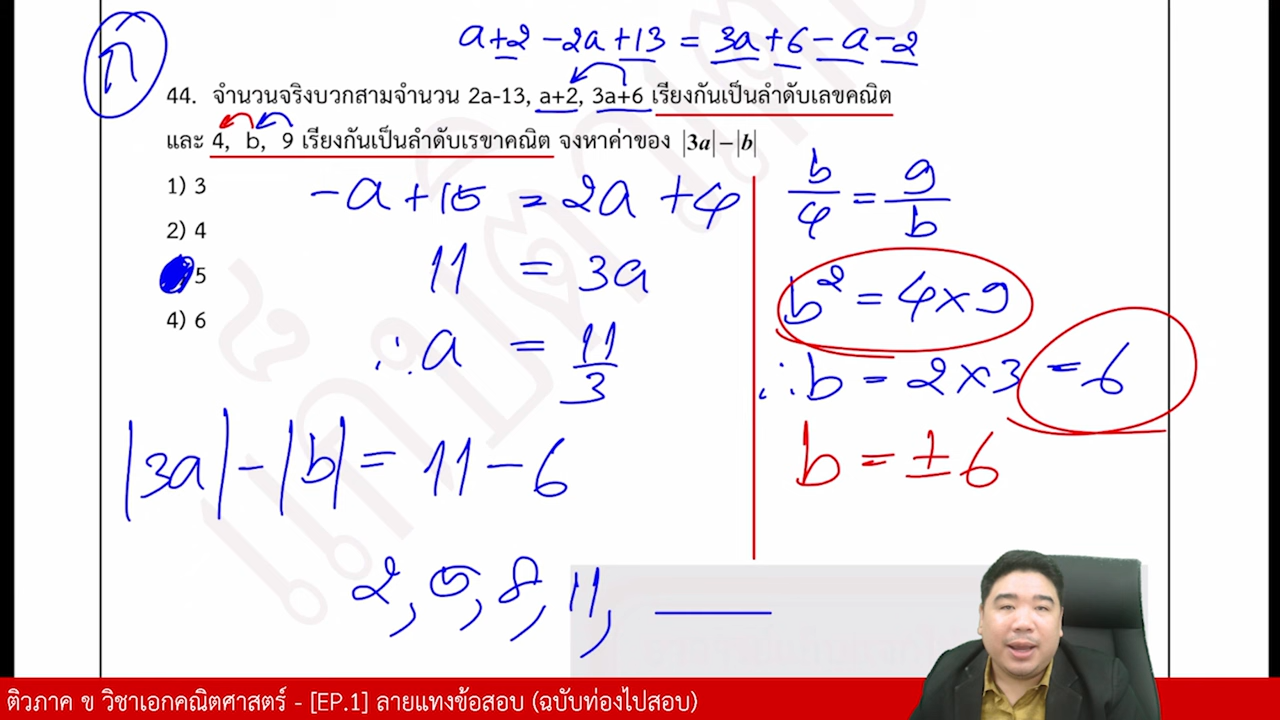 ก
a+2 -2a+13 = 3a+6-a-2
44. จำนวนจริงบวกสามจำนวน 2a-13, a+2, 3a+6 เรียงกันเป็นลำดับเลขคณิต
และ 4, b, 9 เรียงกันเป็นลำดับเรขาคณิต จงหาค่าของ |3a|-|b|
1) 3
2) 4
5
4) 6
-a+15 = 2a+4
11 = 3a
∴a = 11/3
|3a|-|b| = 11-6
2, 5, 8, 11,
b/4 = 9/b
b² = 4×9
∴b = 2×3 = 6
b = ±6
ติวภาค ข วิชาเอกคณิตศาสตร์ - [EP.1] ลายแทงข้อสอบ (ฉบับท่องไปสอบ)